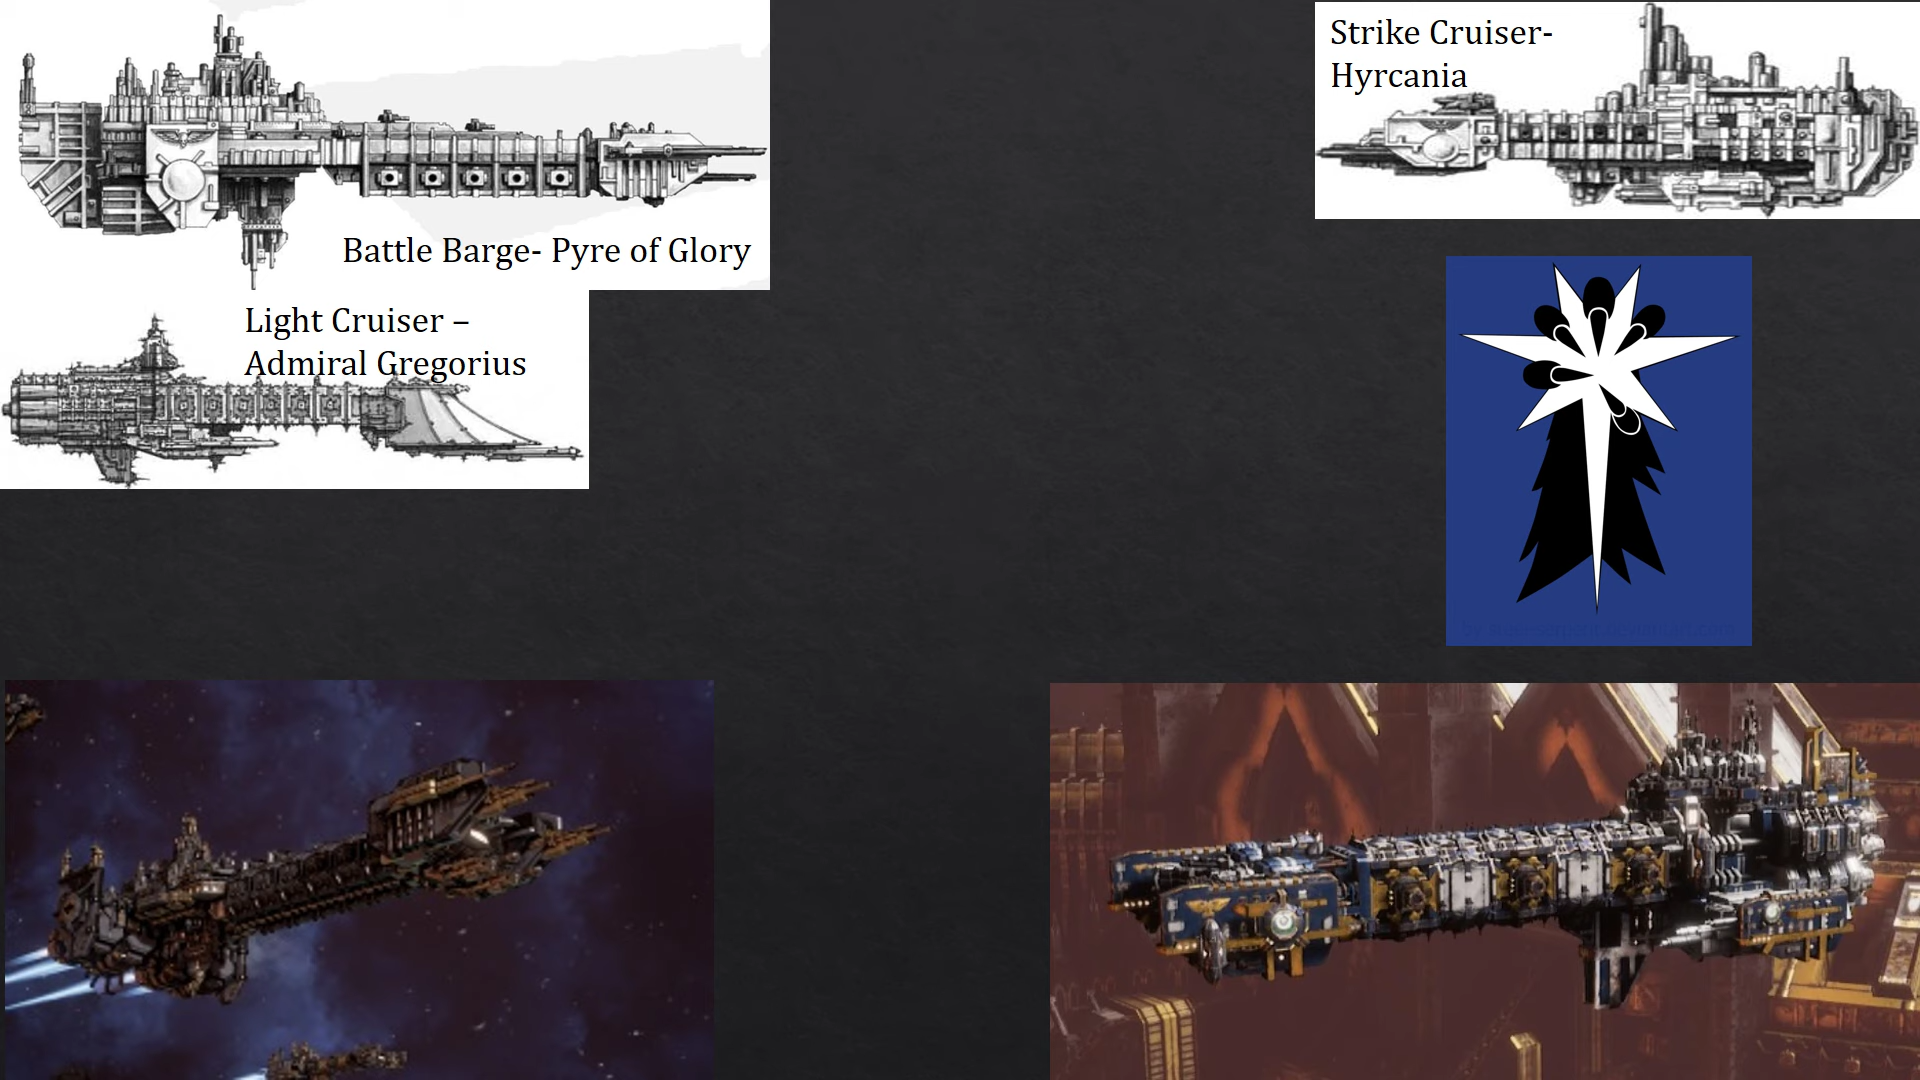 Battle Barge- Pyre of Glory
Light Cruiser –
Admiral Gregorius
Strike Cruiser-
Hyrcania